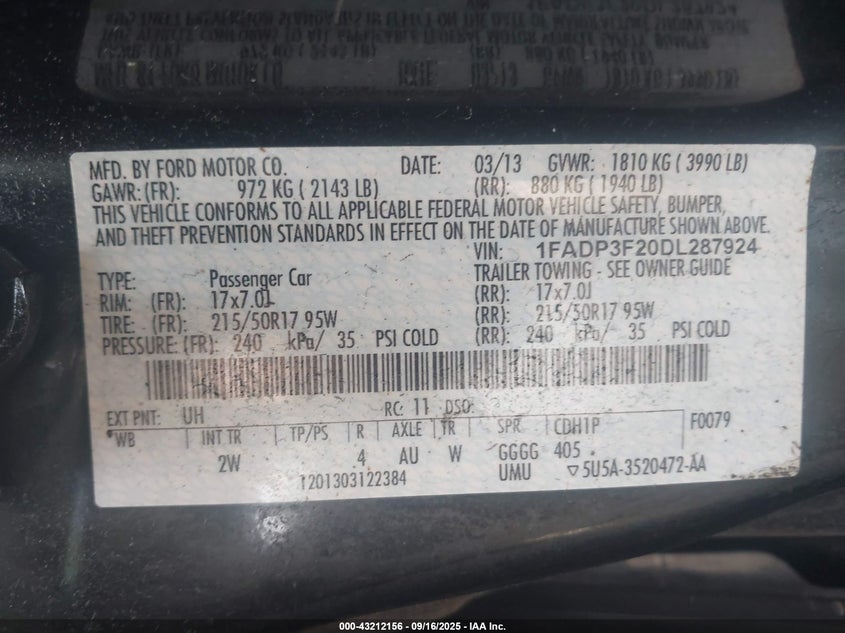 MFD. BY FORD MOTOR CO. DATE: 03/13 GVWR: 1810 KG ( 3990 LB)
GAWR: (FR): 972 KG ( 2143 LB) (RR): 880 KG ( 1940 LB)
THIS VEHICLE CONFORMS TO ALL APPLICABLE FEDERAL MOTOR VEHICLE SAFETY, BUMPER,
AND THEFT PREVENTION STANDARDS IN EFFECT ON THE DATE OF MANUFACTURE SHOWN ABOVE.
VIN: 1FADP3F20DL287924
TYPE: Passenger Car TRAILER TOWING - SEE OWNER GUIDE
RIM: (FR): 17x7.0J (RR): 17x7.0J
TIRE: (FR): 215/50R17 95W (RR): 215/50R17 95W
PRESSURE: (FR): 240 kPa/ 35 PSI COLD (RR): 240 kPa/ 35 PSI COLD
EXT PNT: UH RC: 11 DSO: F0079
WB INT TR TP/PS R AXLE TR SPR CDH1P
2W 4 AU W GGGG 405
1201303122384 UMU ▽5U5A-3520472-AA
000-43212156 - 09/16/2025 - IAA Inc.